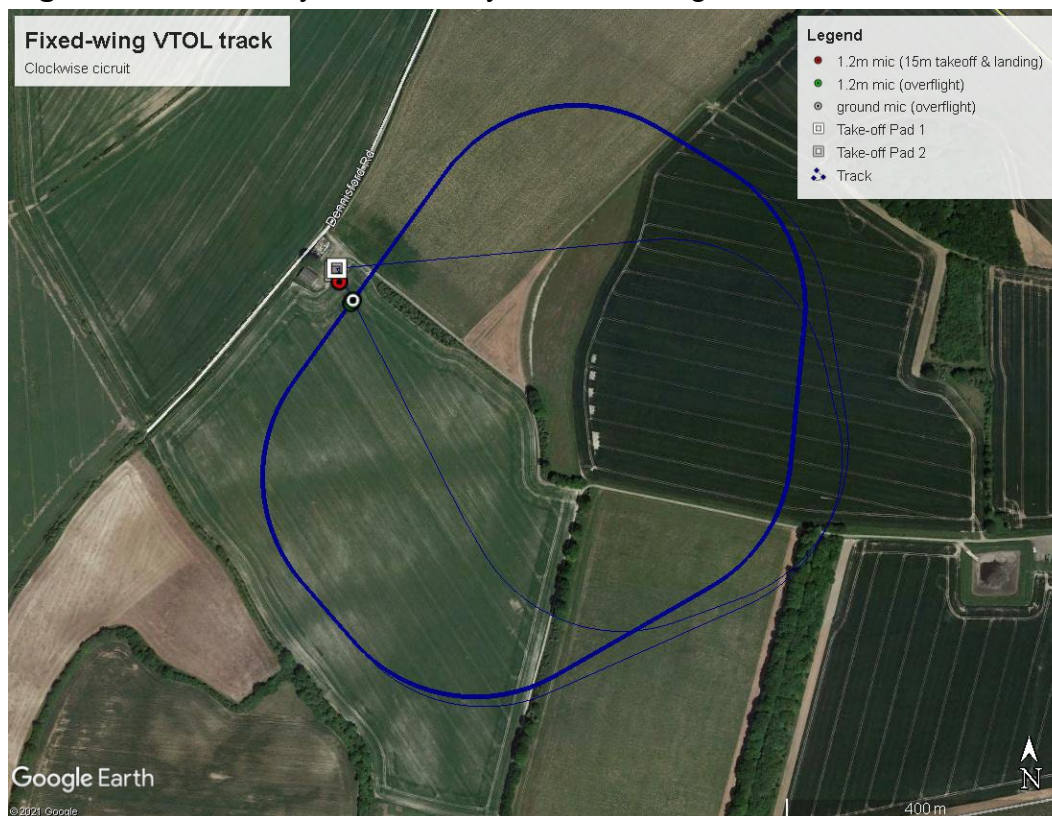 Fixed-wing VTOL track
Clockwise cicruit
Legend
1.2m mic (15m takeoff & landing)
1.2m mic (overflight)
ground mic (overflight)
Take-off Pad 1
Take-off Pad 2
Track
Dennisford Rd
Google Earth
© 2021 Google
400 m
N